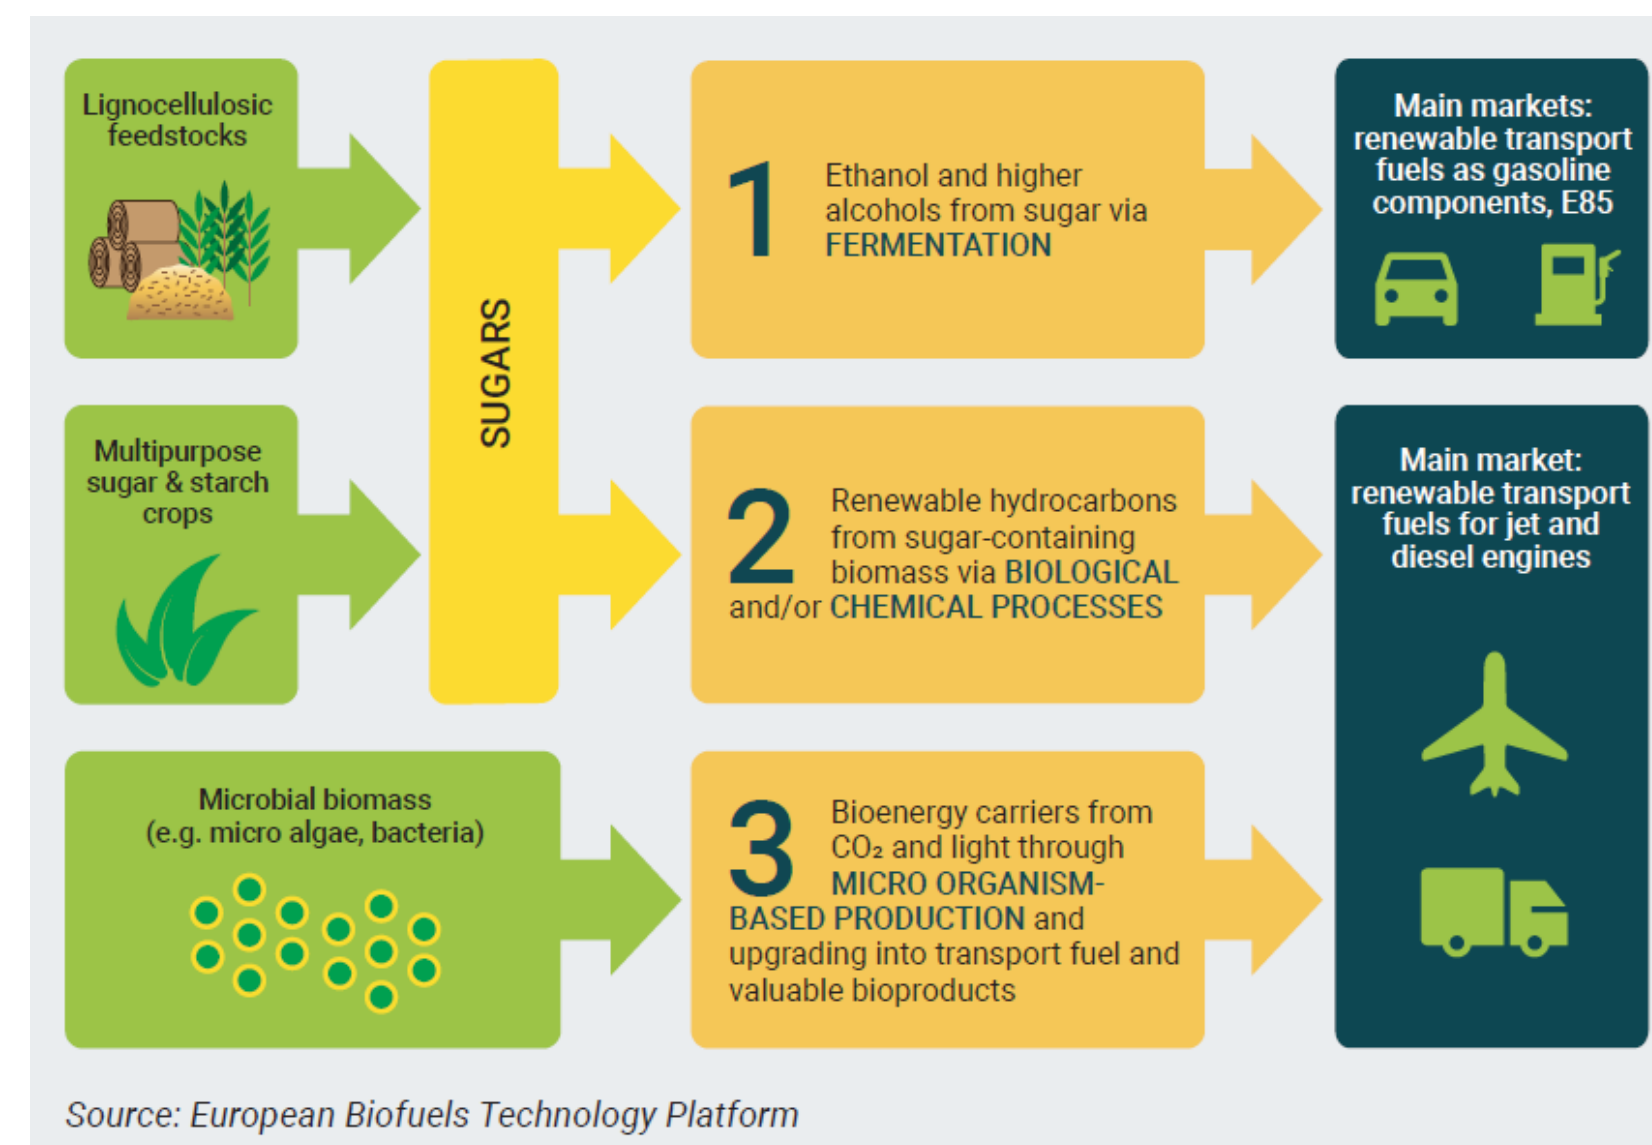 Lignocellulosic
feedstocks
SUGARS
1
Ethanol and higher
alcohols from sugar via
FERMENTATION
Main markets:
renewable transport
fuels as gasoline
components, E85
Multipurpose
sugar & starch
crops
2
Renewable hydrocarbons
from sugar-containing
biomass via BIOLOGICAL
and/or CHEMICAL PROCESSES
Main market:
renewable transport
fuels for jet and
diesel engines
Microbial biomass
(e.g. micro algae, bacteria)
3
Bioenergy carriers from
CO₂ and light through
MICRO ORGANISM-
BASED PRODUCTION and
upgrading into transport fuel and
valuable bioproducts
Source: European Biofuels Technology Platform